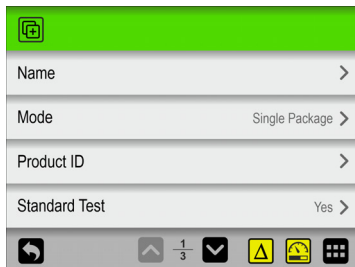 Name
Mode Single Package
Product ID
Standard Test Yes
1
3
Δ